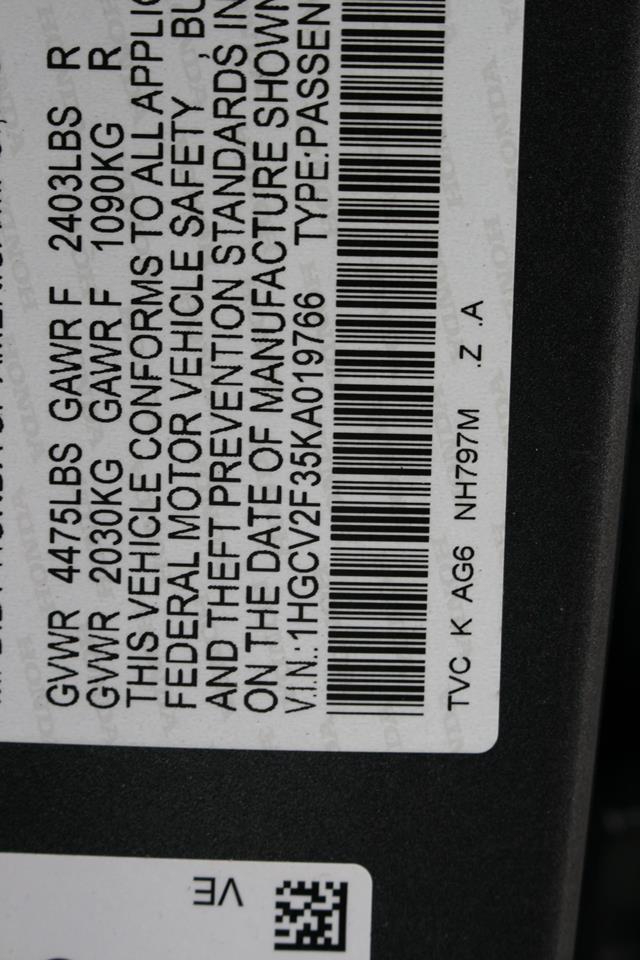 GVWR 4475LBS GAWR F 2403LBS R
GVWR 2030KG GAWR F 1090KG R
THIS VEHICLE CONFORMS TO ALL APPLIC
FEDERAL MOTOR VEHICLE SAFETY , BU
AND THEFT PREVENTION STANDARDS IN
ON THE DATE OF MANUFACTURE SHOWN
V.I.N.:1HGCV2F35KA019766 TYPE:PASSEN
TVC K AG6 NH797M .Z .A
VE